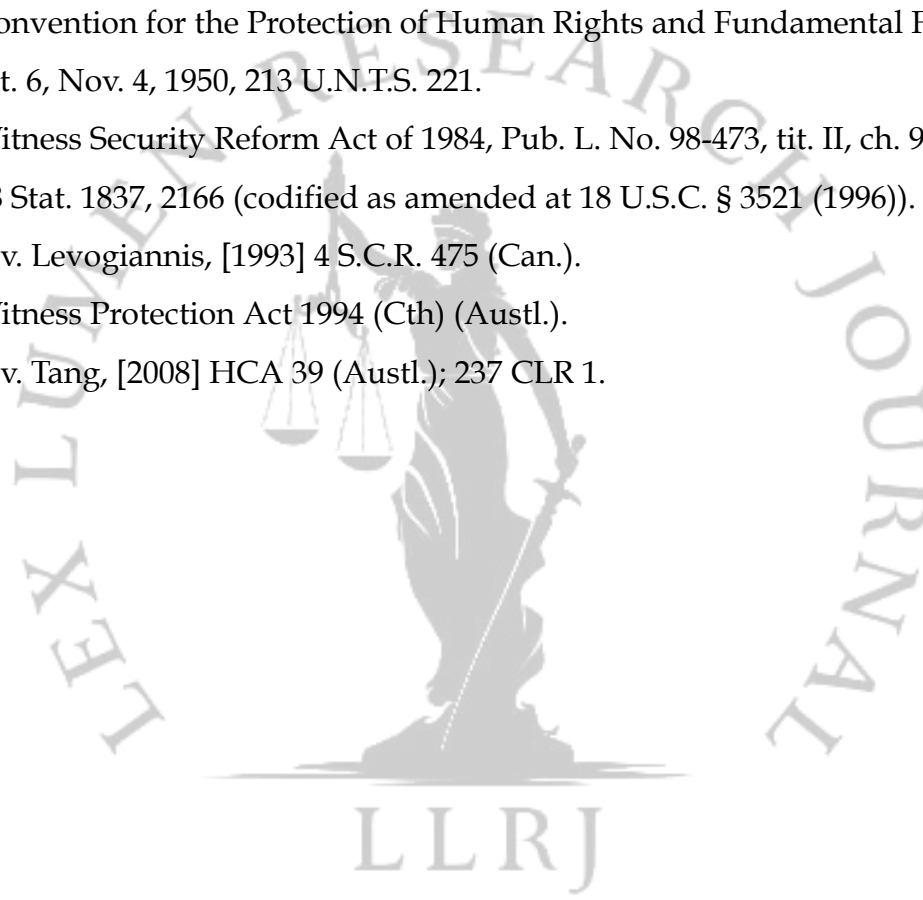 onvention for the Protection of Human Rights and Fundamental F
t. 6, Nov. 4, 1950, 213 U.N.T.S. 221.
itness Security Reform Act of 1984, Pub. L. No. 98-473, tit. II, ch. 9
Stat. 1837, 2166 (codified as amended at 18 U.S.C. § 3521 (1996)).
v. Levogiannis, [1993] 4 S.C.R. 475 (Can.).
itness Protection Act 1994 (Cth) (Austl.).
v. Tang, [2008] HCA 39 (Austl.); 237 CLR 1.
LEX LUMEN RESEARCH JOURNAL
LLRJ